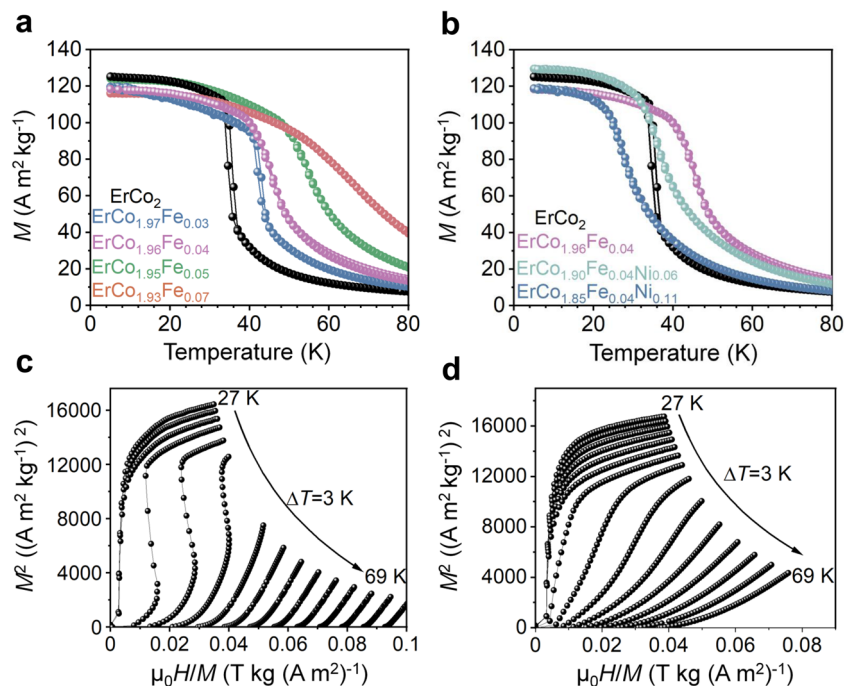 a
140
120
100
80
60
40
20
0
M (A m² kg⁻¹)
ErCo₂
ErCo₁.₉₇Fe₀.₀₃
ErCo₁.₉₆Fe₀.₀₄
ErCo₁.₉₅Fe₀.₀₅
ErCo₁.₉₃Fe₀.₀₇
0 20 40 60 80
Temperature (K)
b
140
120
100
80
60
40
20
0
M (A m² kg⁻¹)
ErCo₂
ErCo₁.₉₆Fe₀.₀₄
ErCo₁.₉₀Fe₀.₀₄Ni₀.₀₆
ErCo₁.₈₅Fe₀.₀₄Ni₀.₁₁
0 20 40 60 80
Temperature (K)
c
16000
12000
8000
4000
0
M² ((A m² kg⁻¹) ²)
27 K
ΔT=3 K
69 K
0.00 0.02 0.04 0.06 0.08 0.1
μ₀H/M (T kg (A m²)⁻¹)
d
16000
12000
8000
4000
0
M² ((A m² kg⁻¹) ²)
27 K
ΔT=3 K
69 K
0.00 0.02 0.04 0.06 0.08
μ₀H/M (T kg (A m²)⁻¹)